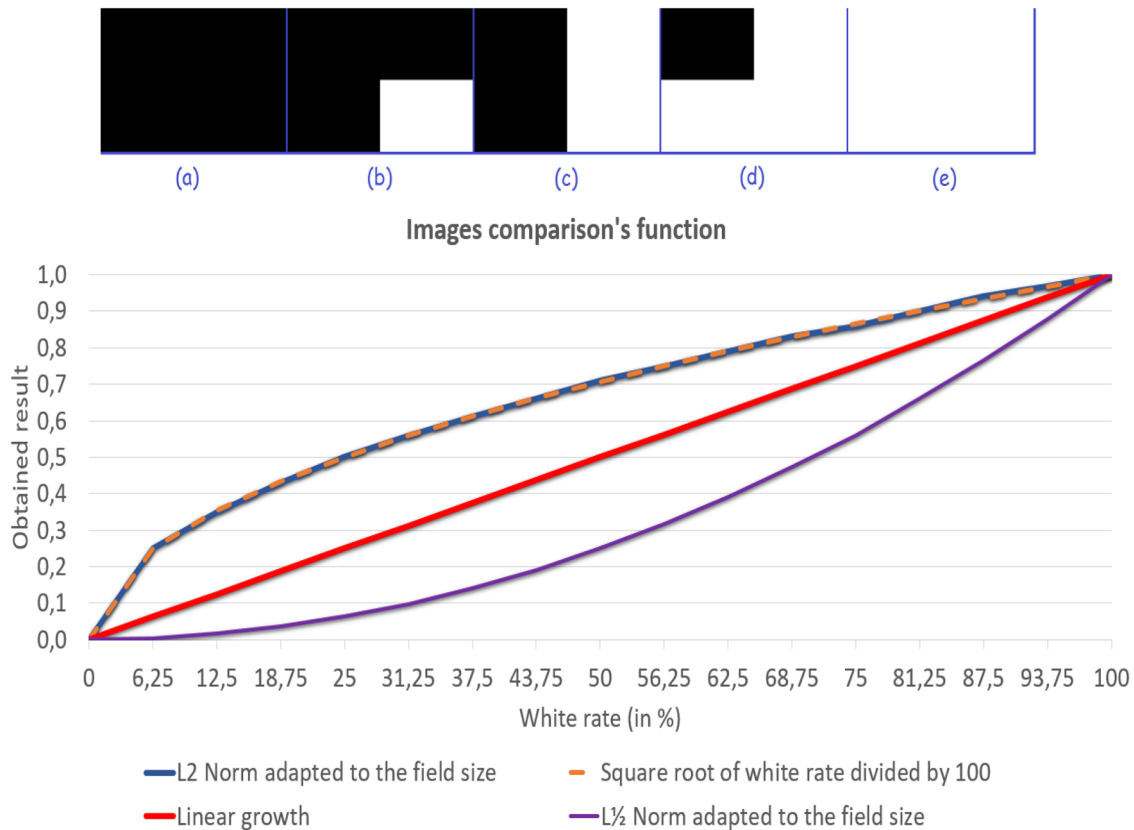 (a) (b) (c) (d) (e)
Images comparison's function
1,0
0,9
0,8
0,7
0,6
0,5
0,4
0,3
0,2
0,1
0,0
Obtained result
0 6,25 12,5 18,75 25 31,25 37,5 43,75 50 56,25 62,5 68,75 75 81,25 87,5 93,75 100
White rate (in %)
L2 Norm adapted to the field size Square root of white rate divided by 100
Linear growth L½ Norm adapted to the field size